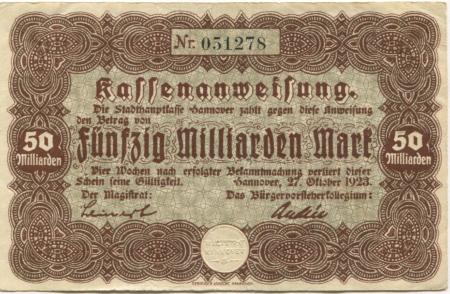 Nr. 051278
Kassenanweisung.
Die Stadthauptkasse Hannover zahlt gegen diese Anweisung
den Betrag von
Fünfzig Milliarden Mark
50 Milliarden
50 Milliarden
Vier Wochen nach erfolgter Bekanntmachung verliert dieser
Schein seine Gültigkeit. Hannover, 27. Oktober 1923.
Der Magistrat: Das Bürgervorsteherkollegium:
Leinert